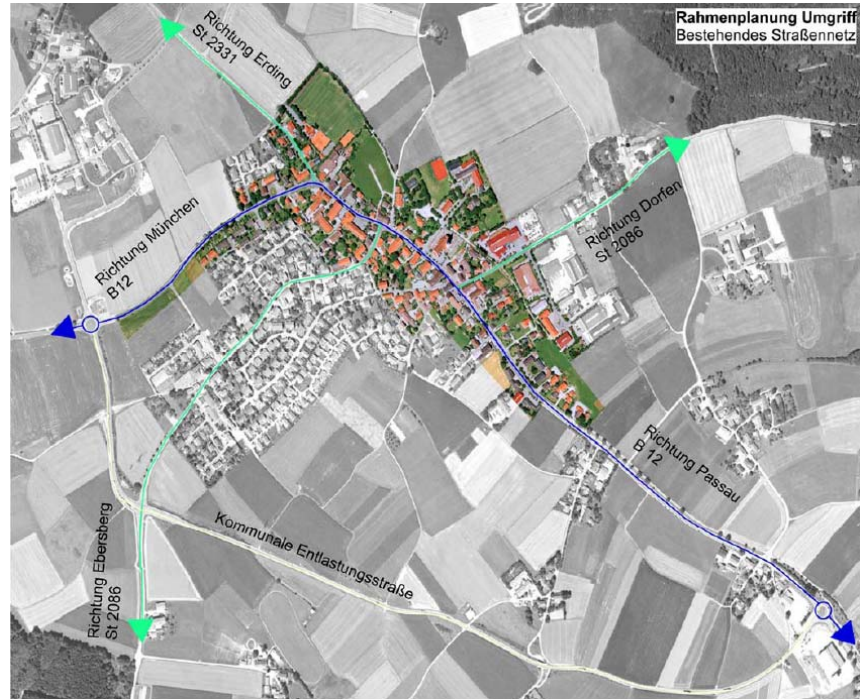 Rahmenplanung Umgriff
Bestehendes Straßennetz
Richtung Erding
St 2331
Richtung München
B12
Richtung Dorfen
St 2086
Richtung Passau
B 12
Kommunale Entlastungsstraße
Richtung Ebersberg
St 2086